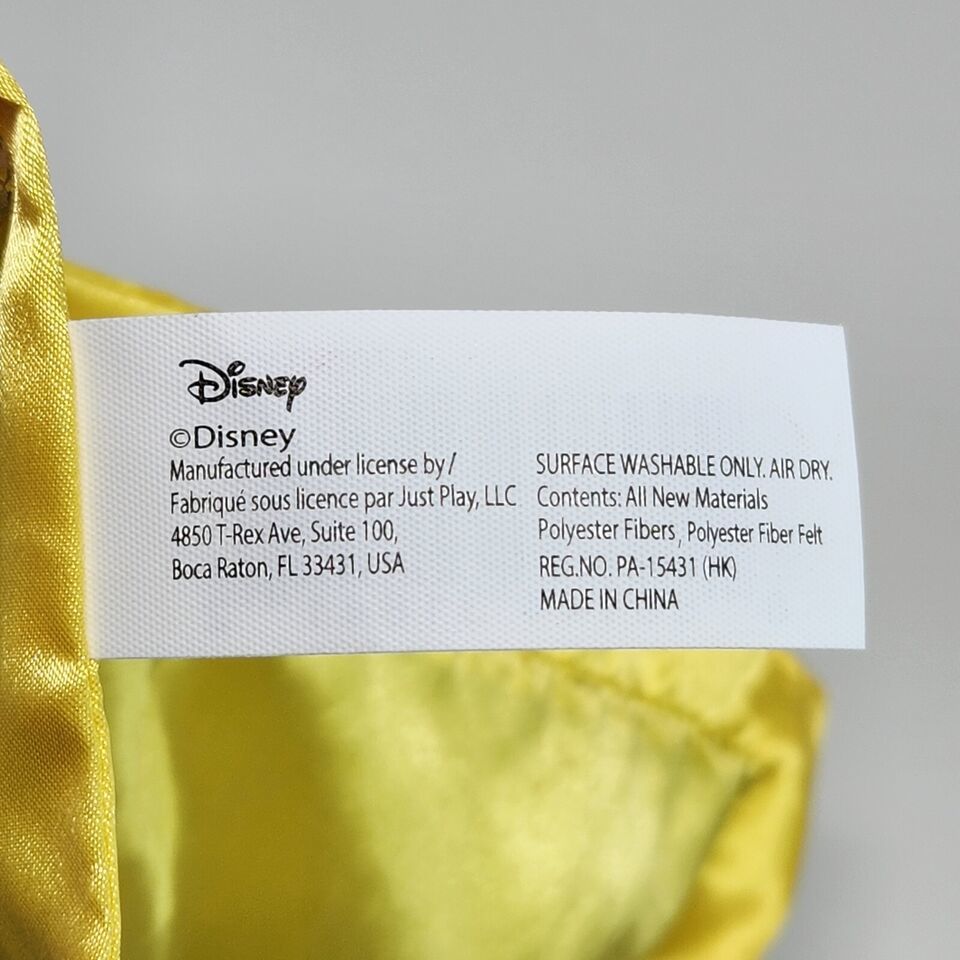 Disney
©Disney
Manufactured under license by/
Fabriqué sous licence par Just Play, LLC
4850 T-Rex Ave, Suite 100,
Boca Raton, FL 33431, USA
SURFACE WASHABLE ONLY. AIR DRY.
Contents: All New Materials
Polyester Fibers, Polyester Fiber Felt
REG.NO. PA-15431 (HK)
MADE IN CHINA